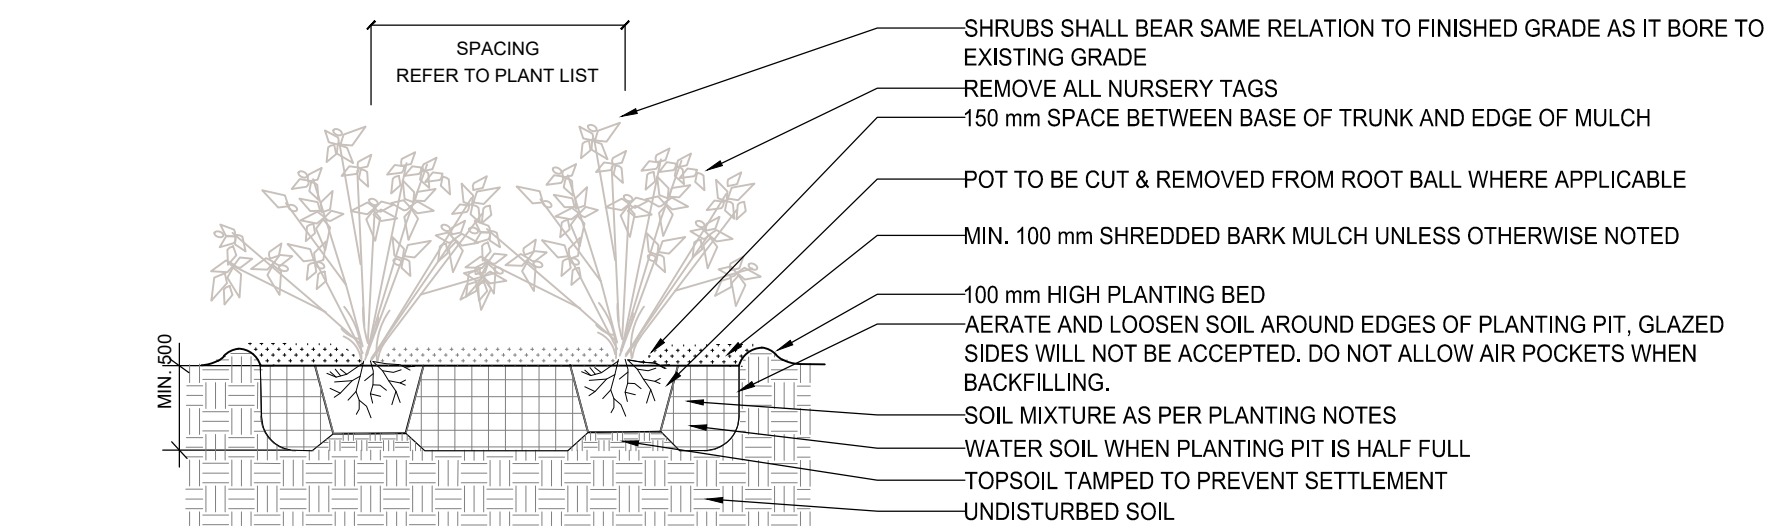 SPACING
REFER TO PLANT LIST
SHRUBS SHALL BEAR SAME RELATION TO FINISHED GRADE AS IT BORE TO
EXISTING GRADE
REMOVE ALL NURSERY TAGS
150 mm SPACE BETWEEN BASE OF TRUNK AND EDGE OF MULCH
POT TO BE CUT & REMOVED FROM ROOT BALL WHERE APPLICABLE
MIN. 100 mm SHREDDED BARK MULCH UNLESS OTHERWISE NOTED
100 mm HIGH PLANTING BED
AERATE AND LOOSEN SOIL AROUND EDGES OF PLANTING PIT, GLAZED
SIDES WILL NOT BE ACCEPTED. DO NOT ALLOW AIR POCKETS WHEN
BACKFILLING.
SOIL MIXTURE AS PER PLANTING NOTES
WATER SOIL WHEN PLANTING PIT IS HALF FULL
TOPSOIL TAMPED TO PREVENT SETTLEMENT
UNDISTURBED SOIL
MIN. 500